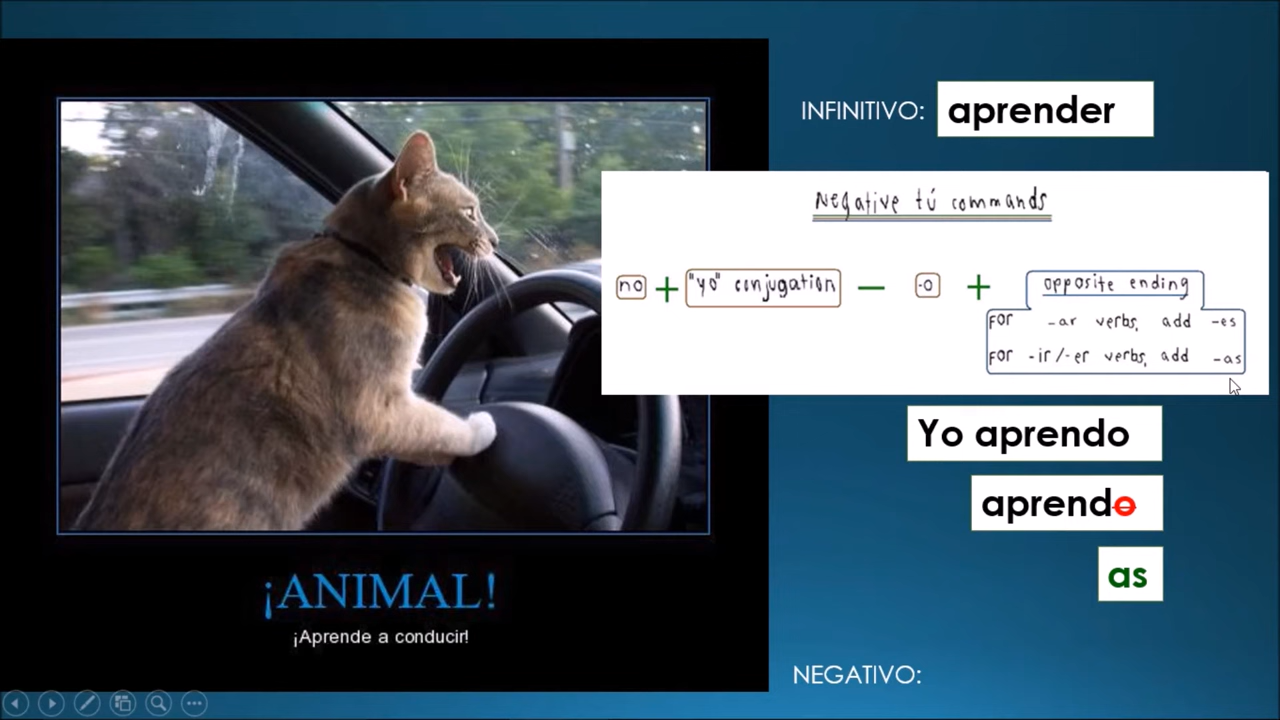 INFINITIVO: aprender
Negative tú commands
no + "yo" conjugation − -o + opposite ending
For -ar verbs, add -es
For -ir/-er verbs, add -as
Yo aprendo
aprendo
as
¡ANIMAL!
¡Aprende a conducir!
NEGATIVO: